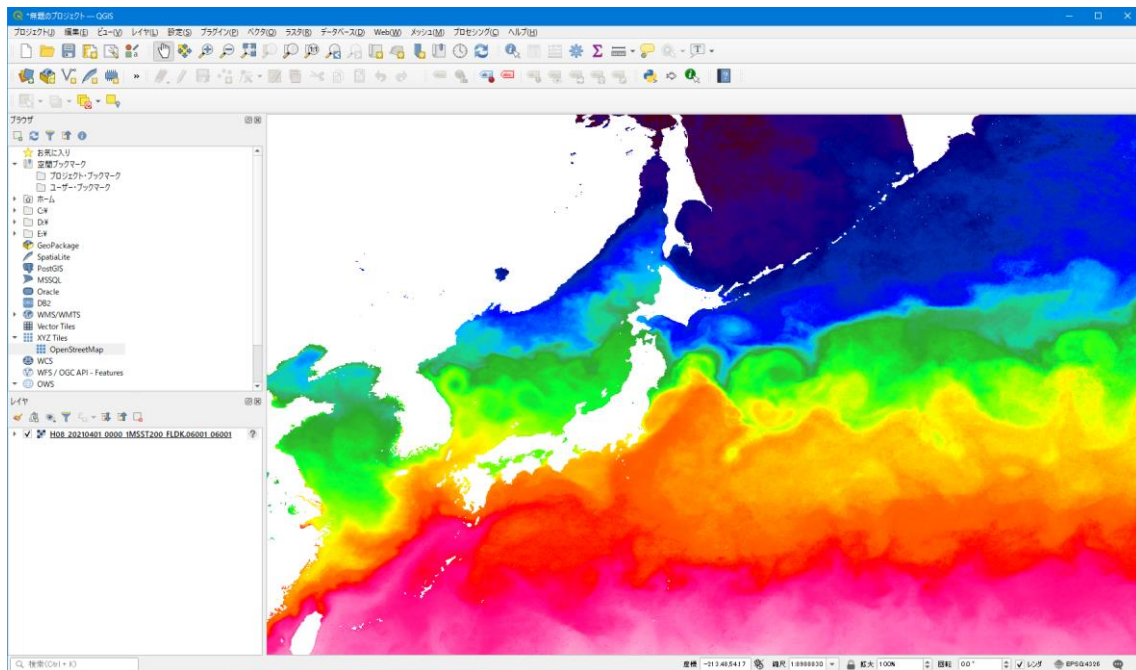 *無題のプロジェクト — QGIS
プロジェクト(J) 編集(E) ビュー(V) レイヤ(L) 設定(S) プラグイン(P) ベクタ(O) ラスタ(R) データベース(D) Web(W) メッシュ(M) プロセシング(C) ヘルプ(H)
ブラウザ
お気に入り
空間ブックマーク
プロジェクト・ブックマーク
ユーザー・ブックマーク
ホーム
C:¥
D:¥
E:¥
GeoPackage
SpatiaLite
PostGIS
MSSQL
Oracle
DB2
WMS/WMTS
Vector Tiles
XYZ Tiles
OpenStreetMap
WCS
WFS / OGC API - Features
OWS
レイヤ
H08_20210401_0000_1MSST200_FLDK.06001_06001
検索(Ctrl + K) 座標 縮尺 拡大 100% 回転 0.0 ° レンダ EPSG:4326